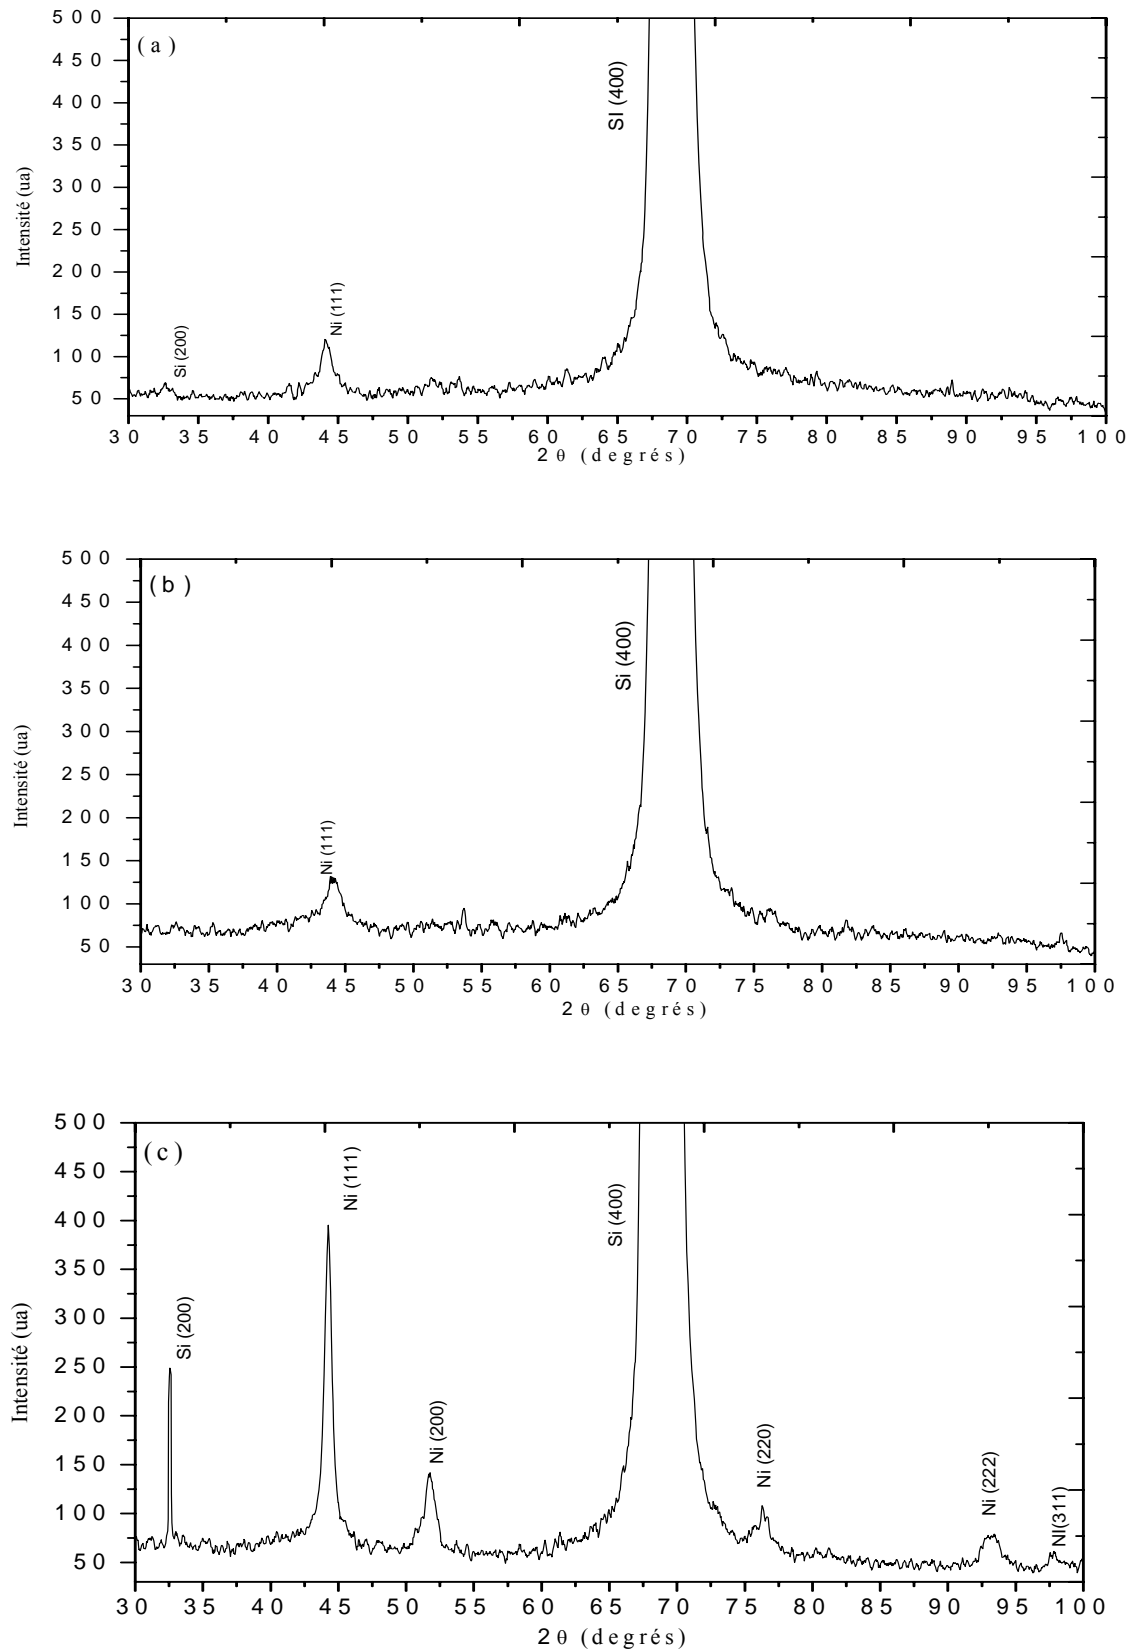 (a)
500
450
400
350
300
250
200
150
100
50
Intensité (ua)
Si (200)
Ni (111)
SI (400)
30 35 40 45 50 55 60 65 70 75 80 85 90 95 100
2 θ (degrés)
(b)
500
450
400
350
300
250
200
150
100
50
Intensité (ua)
Ni (111)
Si (400)
30 35 40 45 50 55 60 65 70 75 80 85 90 95 100
2 θ (degrés)
(c)
500
450
400
350
300
250
200
150
100
50
Intensité (ua)
Si (200)
Ni (111)
Ni (200)
Si (400)
Ni (220)
Ni (222)
NI(311)
30 35 40 45 50 55 60 65 70 75 80 85 90 95 100
2 θ (degrés)